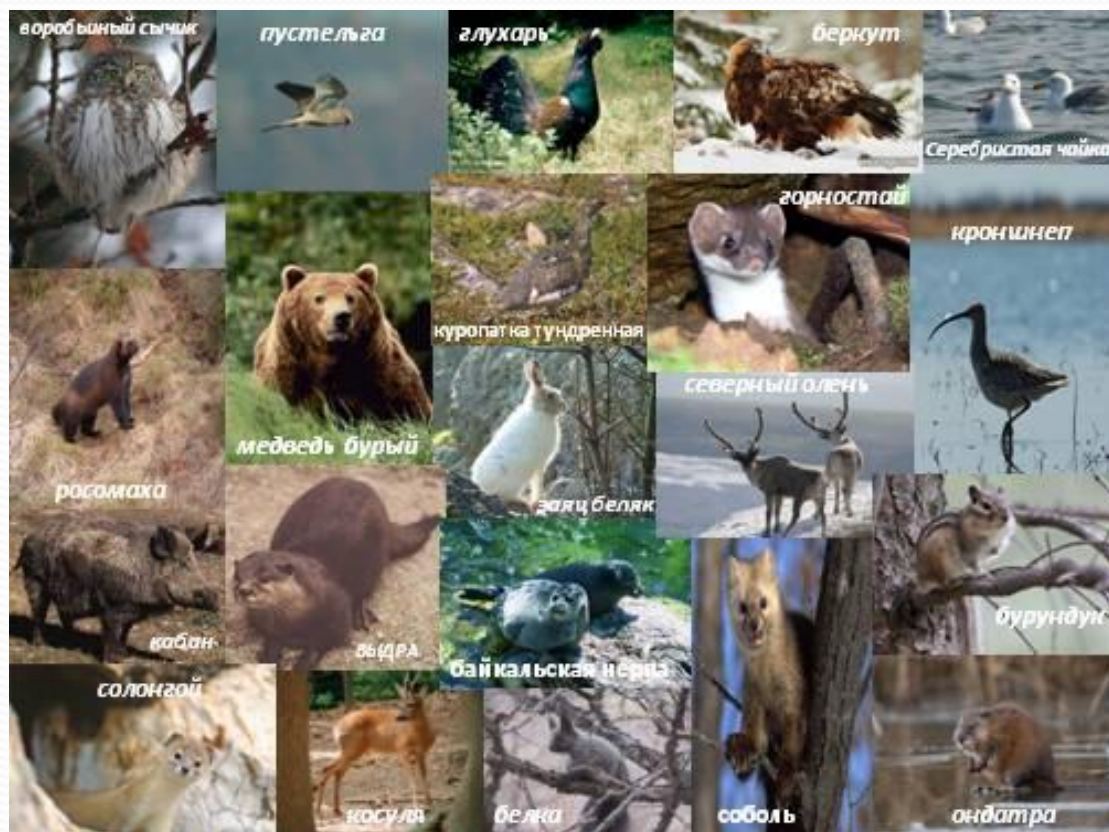 воробьиный сычик
пустельга
глухарь
беркут
Серебристая чайка
горностай
кроншнеп
куропатка тундренная
медведь бурый
северный олень
заяц беляк
росомаха
кабан-
ВЫДРА
байкальская нерпа
бурундук
солонгой
косуля
белка
соболь
ондатра